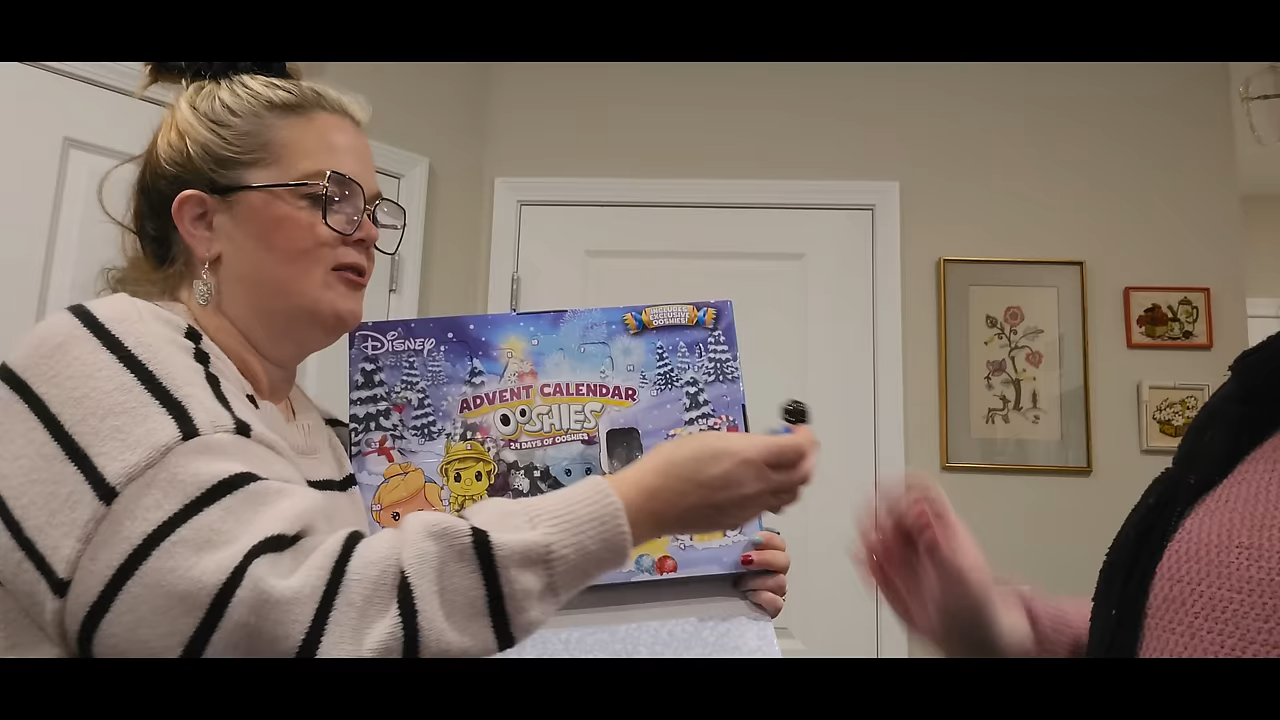 INCLUDES
EXCLUSIVE
OOSHIES!
Disney
ADVENT CALENDAR
OOSHIES
24 DAYS OF OOSHIES